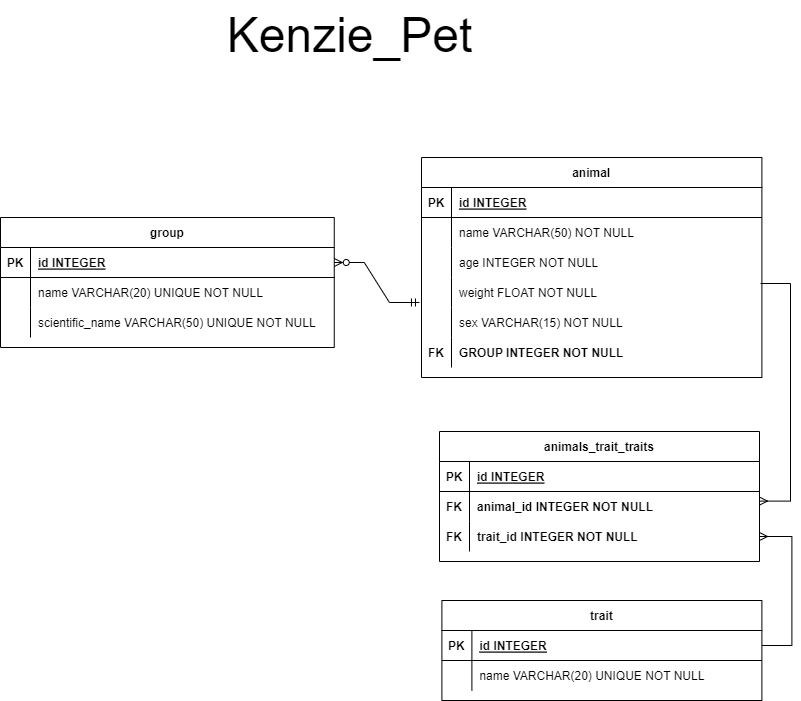 Kenzie_Pet
group
PK id INTEGER
name VARCHAR(20) UNIQUE NOT NULL
scientific_name VARCHAR(50) UNIQUE NOT NULL
animal
PK id INTEGER
name VARCHAR(50) NOT NULL
age INTEGER NOT NULL
weight FLOAT NOT NULL
sex VARCHAR(15) NOT NULL
FK GROUP INTEGER NOT NULL
animals_trait_traits
PK id INTEGER
FK animal_id INTEGER NOT NULL
FK trait_id INTEGER NOT NULL
trait
PK id INTEGER
name VARCHAR(20) UNIQUE NOT NULL